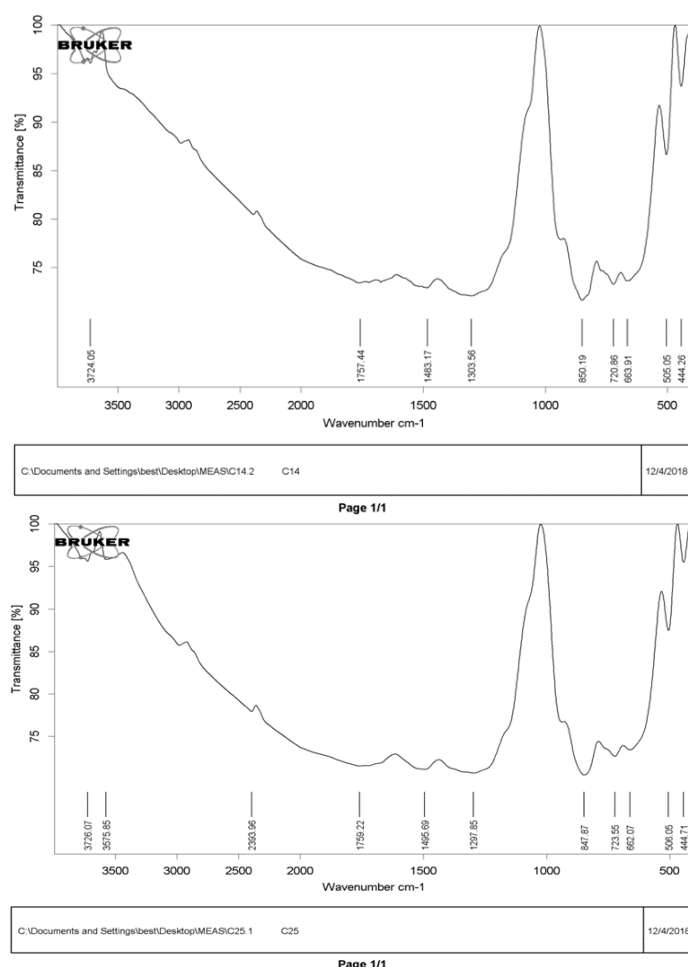 BRUKER
Transmittance [%]
100
95
90
85
80
75
3724.05
1757.44
1483.17
1303.56
850.19
720.86
663.91
505.05
444.26
3500 3000 2000 1500 1000 500
Wavenumber cm-1
C:\Documents and Settings\best\Desktop\MEAS\C14.2 C14 12/4/2018
Page 1/1
BRUKER
Transmittance [%]
100
95
90
85
80
75
3726.07
3575.85
2393.96
1759.22
1495.69
1297.85
847.87
723.55
662.07
506.05
444.71
3500 3000 2000 1500 1000 500
Wavenumber cm-1
C:\Documents and Settings\best\Desktop\MEAS\C25.1 C25 12/4/2018
Page 1/1